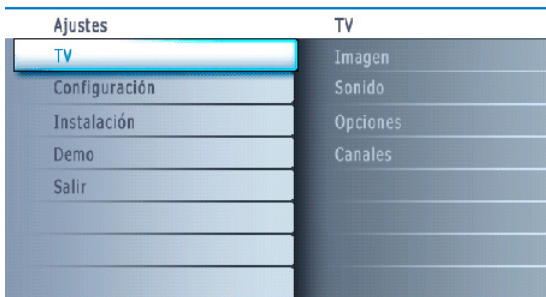 Ajustes
TV
TV
Configuración
Instalación
Demo
Salir
Imagen
Sonido
Opciones
Canales